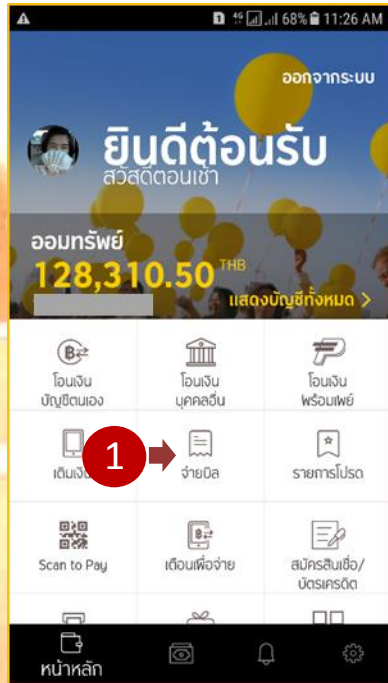 4G 68% 11:26 AM
ออกจากระบบ
ยินดีต้อนรับ
สวัสดีตอนเช้า
ออมทรัพย์
128,310.50 THB
แสดงบัญชีทั้งหมด >
โอนเงิน
บัญชีตนเอง
โอนเงิน
บุคคลอื่น
โอนเงิน
พร้อมเพย์
เติมเงิ
1
จ่ายบิล
รายการโปรด
Scan to Pay
เตือนเพื่อจ่าย
สมัครสินเชื่อ/
บัตรเครดิต
หน้าหลัก